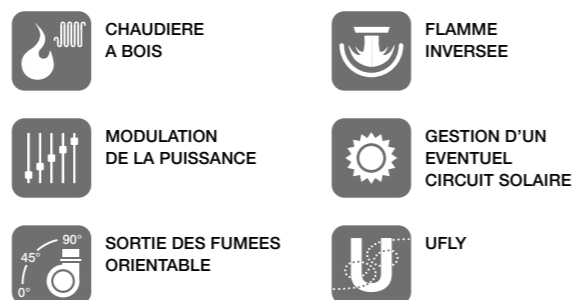 CHAUDIERE
A BOIS
FLAMME
INVERSEE
MODULATION
DE LA PUISSANCE
GESTION D'UN
EVENTUEL
CIRCUIT SOLAIRE
90°
45°
0°
SORTIE DES FUMEES
ORIENTABLE
U
UFLY